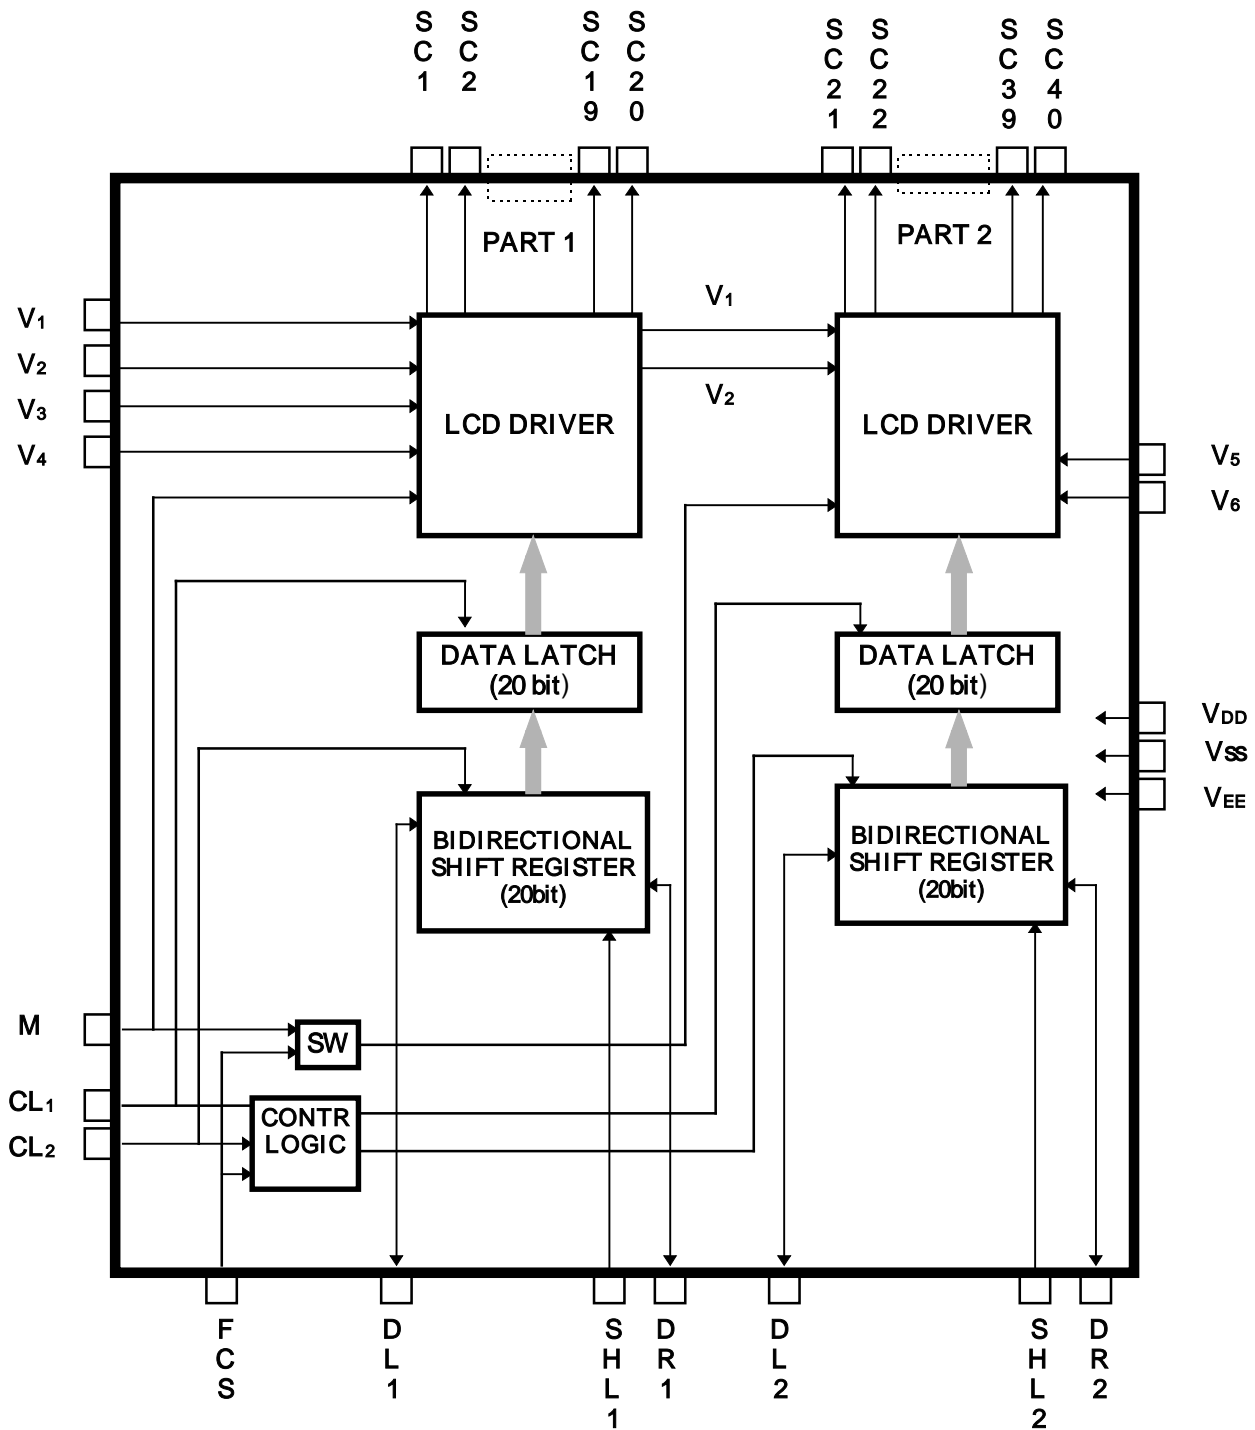 SC1
SC2
SC19
SC20
SC21
SC22
SC39
SC40
PART 1
PART 2
V1
V2
V3
V4
V1
V2
LCD DRIVER
LCD DRIVER
V5
V6
DATA LATCH
(20 bit)
DATA LATCH
(20 bit)
VDD
VSS
VEE
BIDIRECTIONAL
SHIFT REGISTER
(20bit)
BIDIRECTIONAL
SHIFT REGISTER
(20bit)
M
SW
CL1
CL2
CONTR
LOGIC
FCS
DL1
SHL1
DR1
DL2
SHL2
DR2